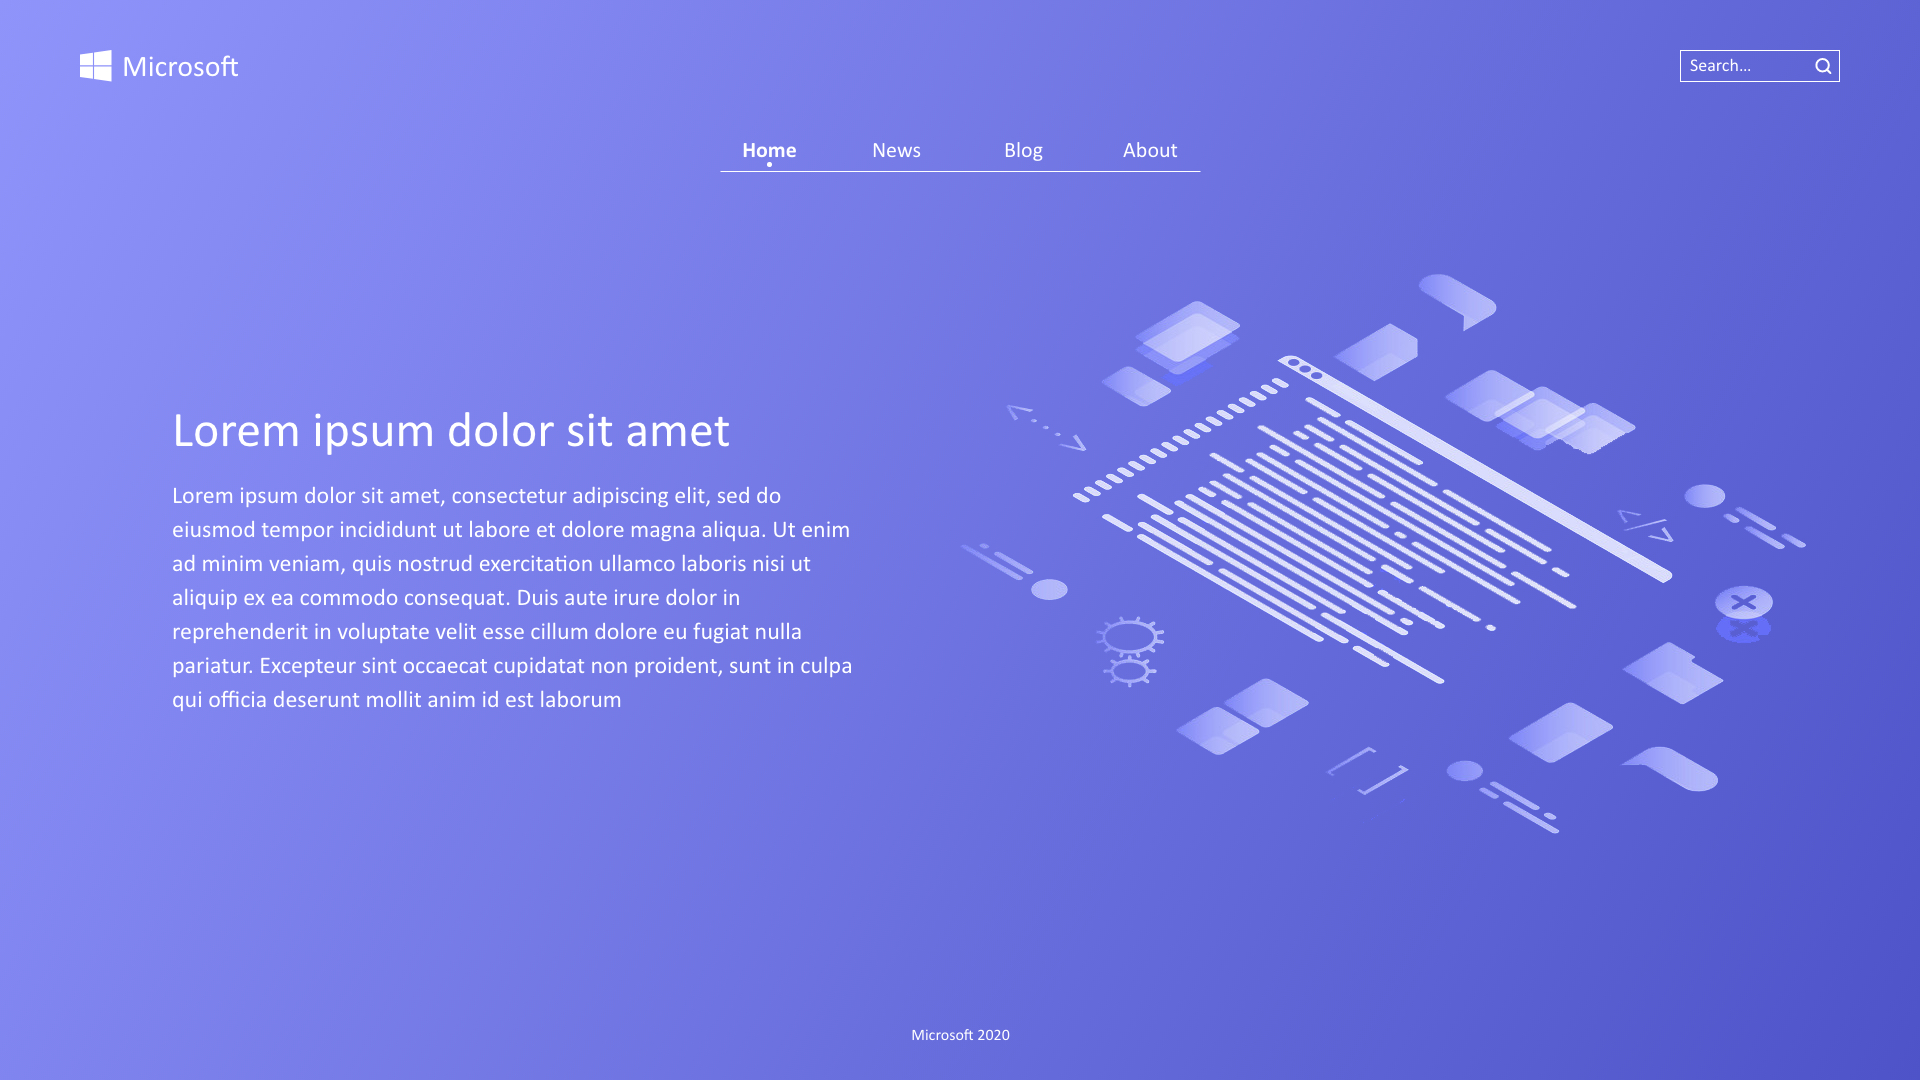 Microsoft
Search...
Home News Blog About
Lorem ipsum dolor sit amet
Lorem ipsum dolor sit amet, consectetur adipiscing elit, sed do
eiusmod tempor incididunt ut labore et dolore magna aliqua. Ut enim
ad minim veniam, quis nostrud exercitation ullamco laboris nisi ut
aliquip ex ea commodo consequat. Duis aute irure dolor in
reprehenderit in voluptate velit esse cillum dolore eu fugiat nulla
pariatur. Excepteur sint occaecat cupidatat non proident, sunt in culpa
qui officia deserunt mollit anim id est laborum
Microsoft 2020